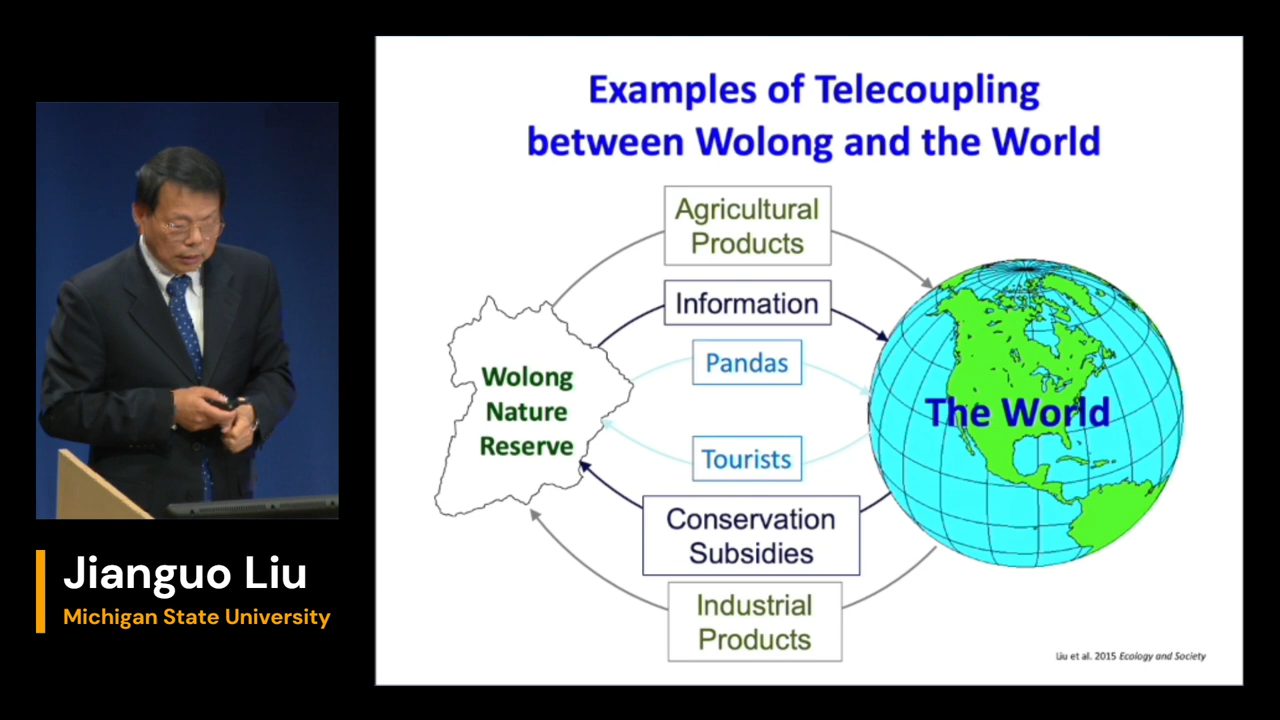 Examples of Telecoupling
between Wolong and the World
Agricultural
Products
Information
Pandas
Wolong
Nature
Reserve
The World
Tourists
Conservation
Subsidies
Industrial
Products
Liu et al. 2015 Ecology and Society
Jianguo Liu
Michigan State University